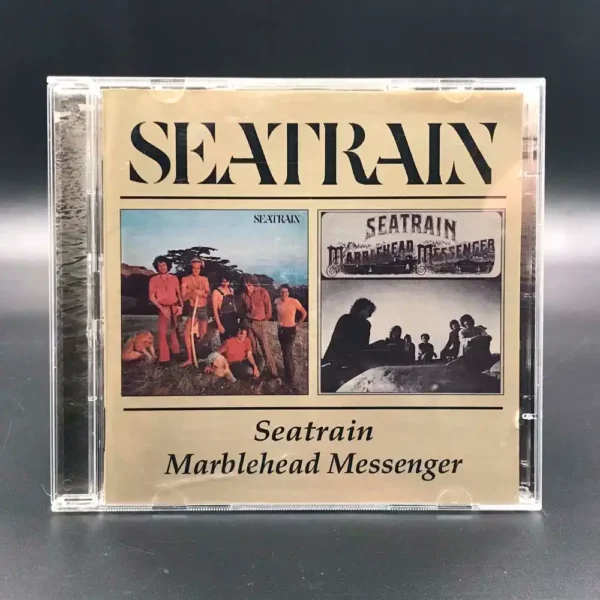 SEATRAIN
SEATRAIN
SEATRAIN
MARBLEHEAD MESSENGER
Seatrain
Marblehead Messenger